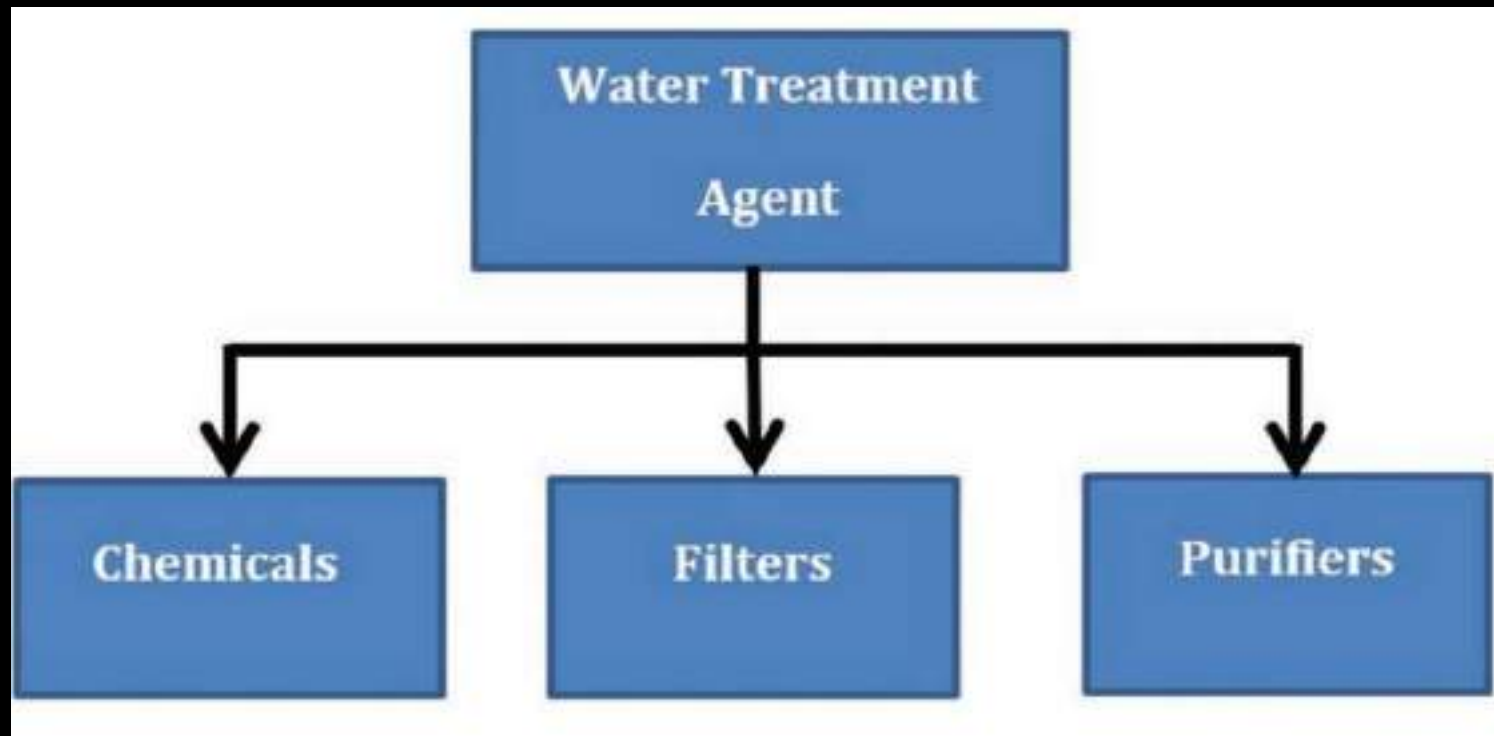 Water Treatment
Agent
Chemicals
Filters
Purifiers